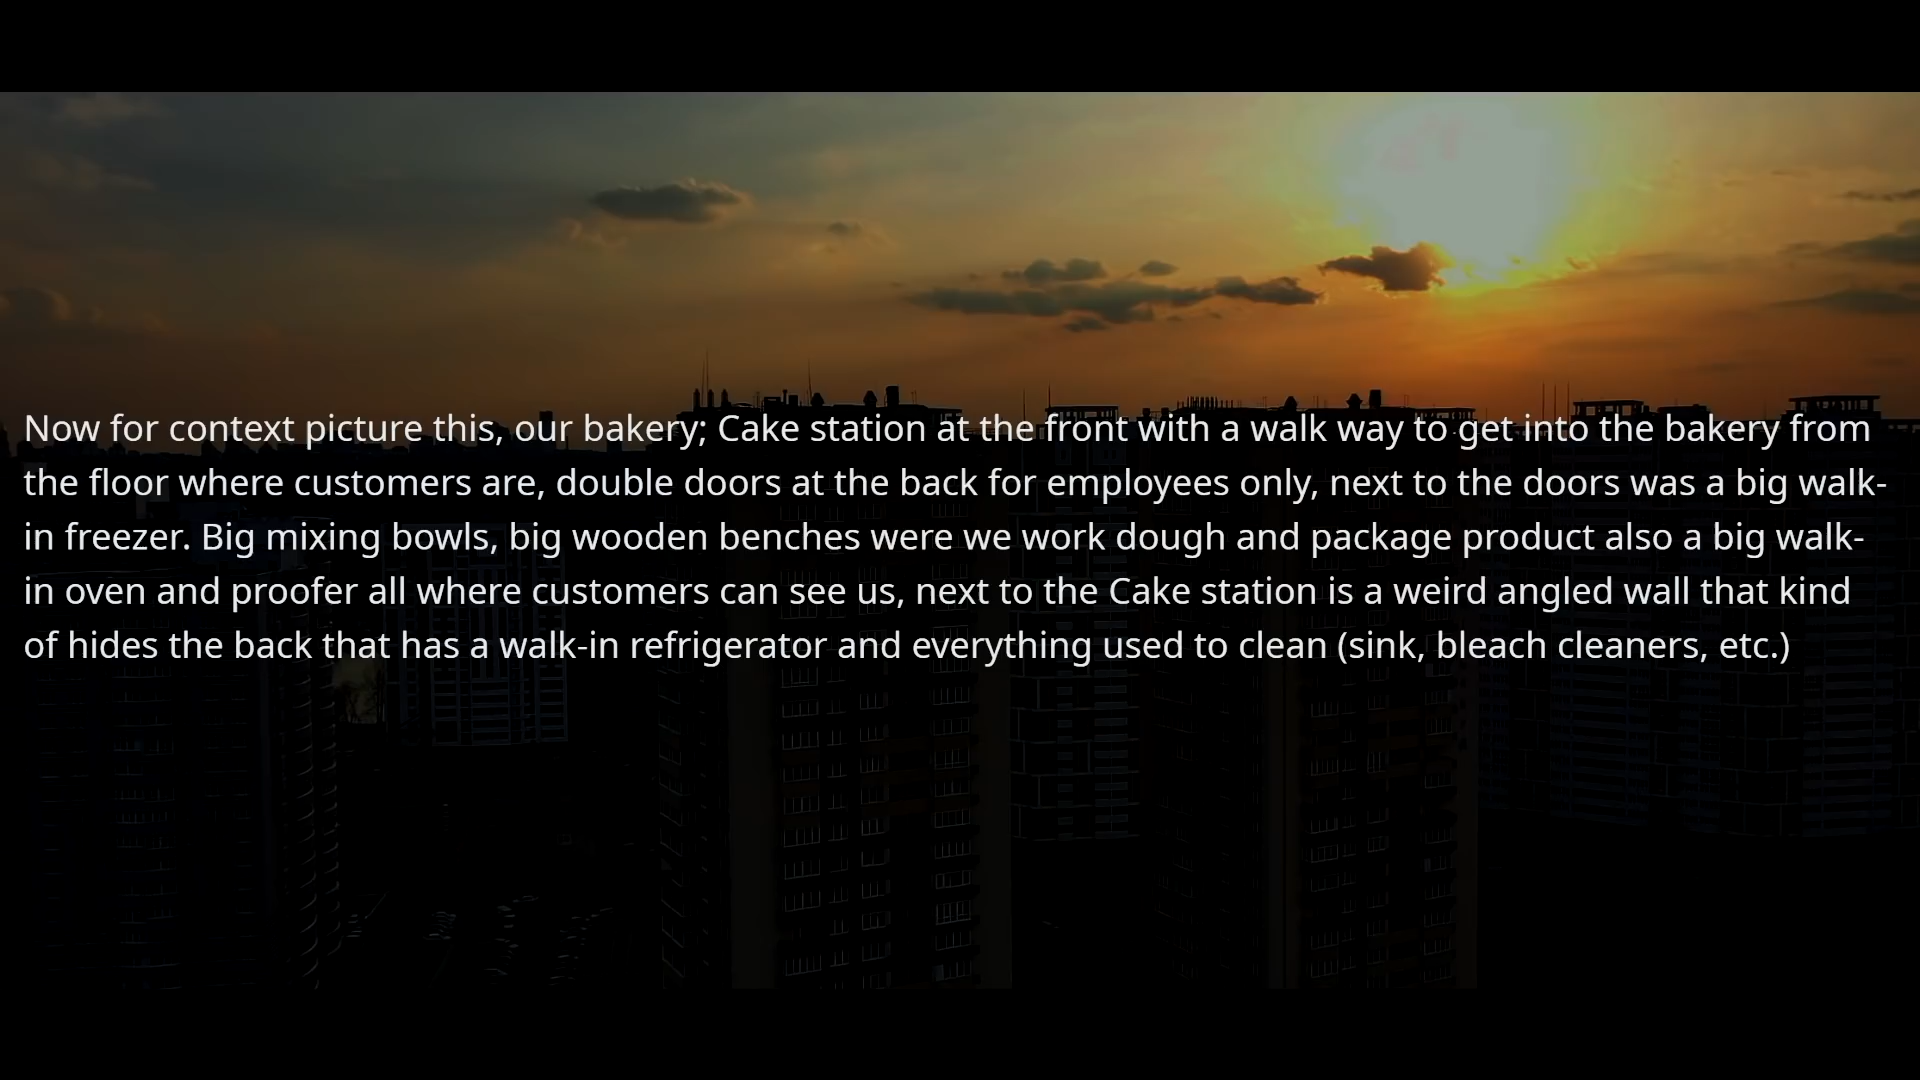 Now for context picture this, our bakery; Cake station at the front with a walk way to get into the bakery from
the floor where customers are, double doors at the back for employees only, next to the doors was a big walk-
in freezer. Big mixing bowls, big wooden benches were we work dough and package product also a big walk-
in oven and proofer all where customers can see us, next to the Cake station is a weird angled wall that kind
of hides the back that has a walk-in refrigerator and everything used to clean (sink, bleach cleaners, etc.)